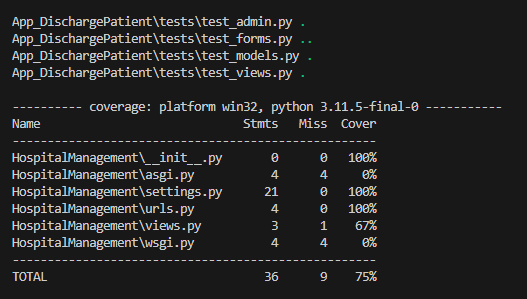 App_DischargePatient\tests\test_admin.py .
App_DischargePatient\tests\test_forms.py ..
App_DischargePatient\tests\test_models.py .
App_DischargePatient\tests\test_views.py .
---------- coverage: platform win32, python 3.11.5-final-0 -----------
Name                           Stmts   Miss  Cover
--------------------------------------------------
HospitalManagement\__init__.py     0      0   100%
HospitalManagement\asgi.py         4      4     0%
HospitalManagement\settings.py    21      0   100%
HospitalManagement\urls.py         4      0   100%
HospitalManagement\views.py        3      1    67%
HospitalManagement\wsgi.py         4      4     0%
--------------------------------------------------
TOTAL                             36      9    75%